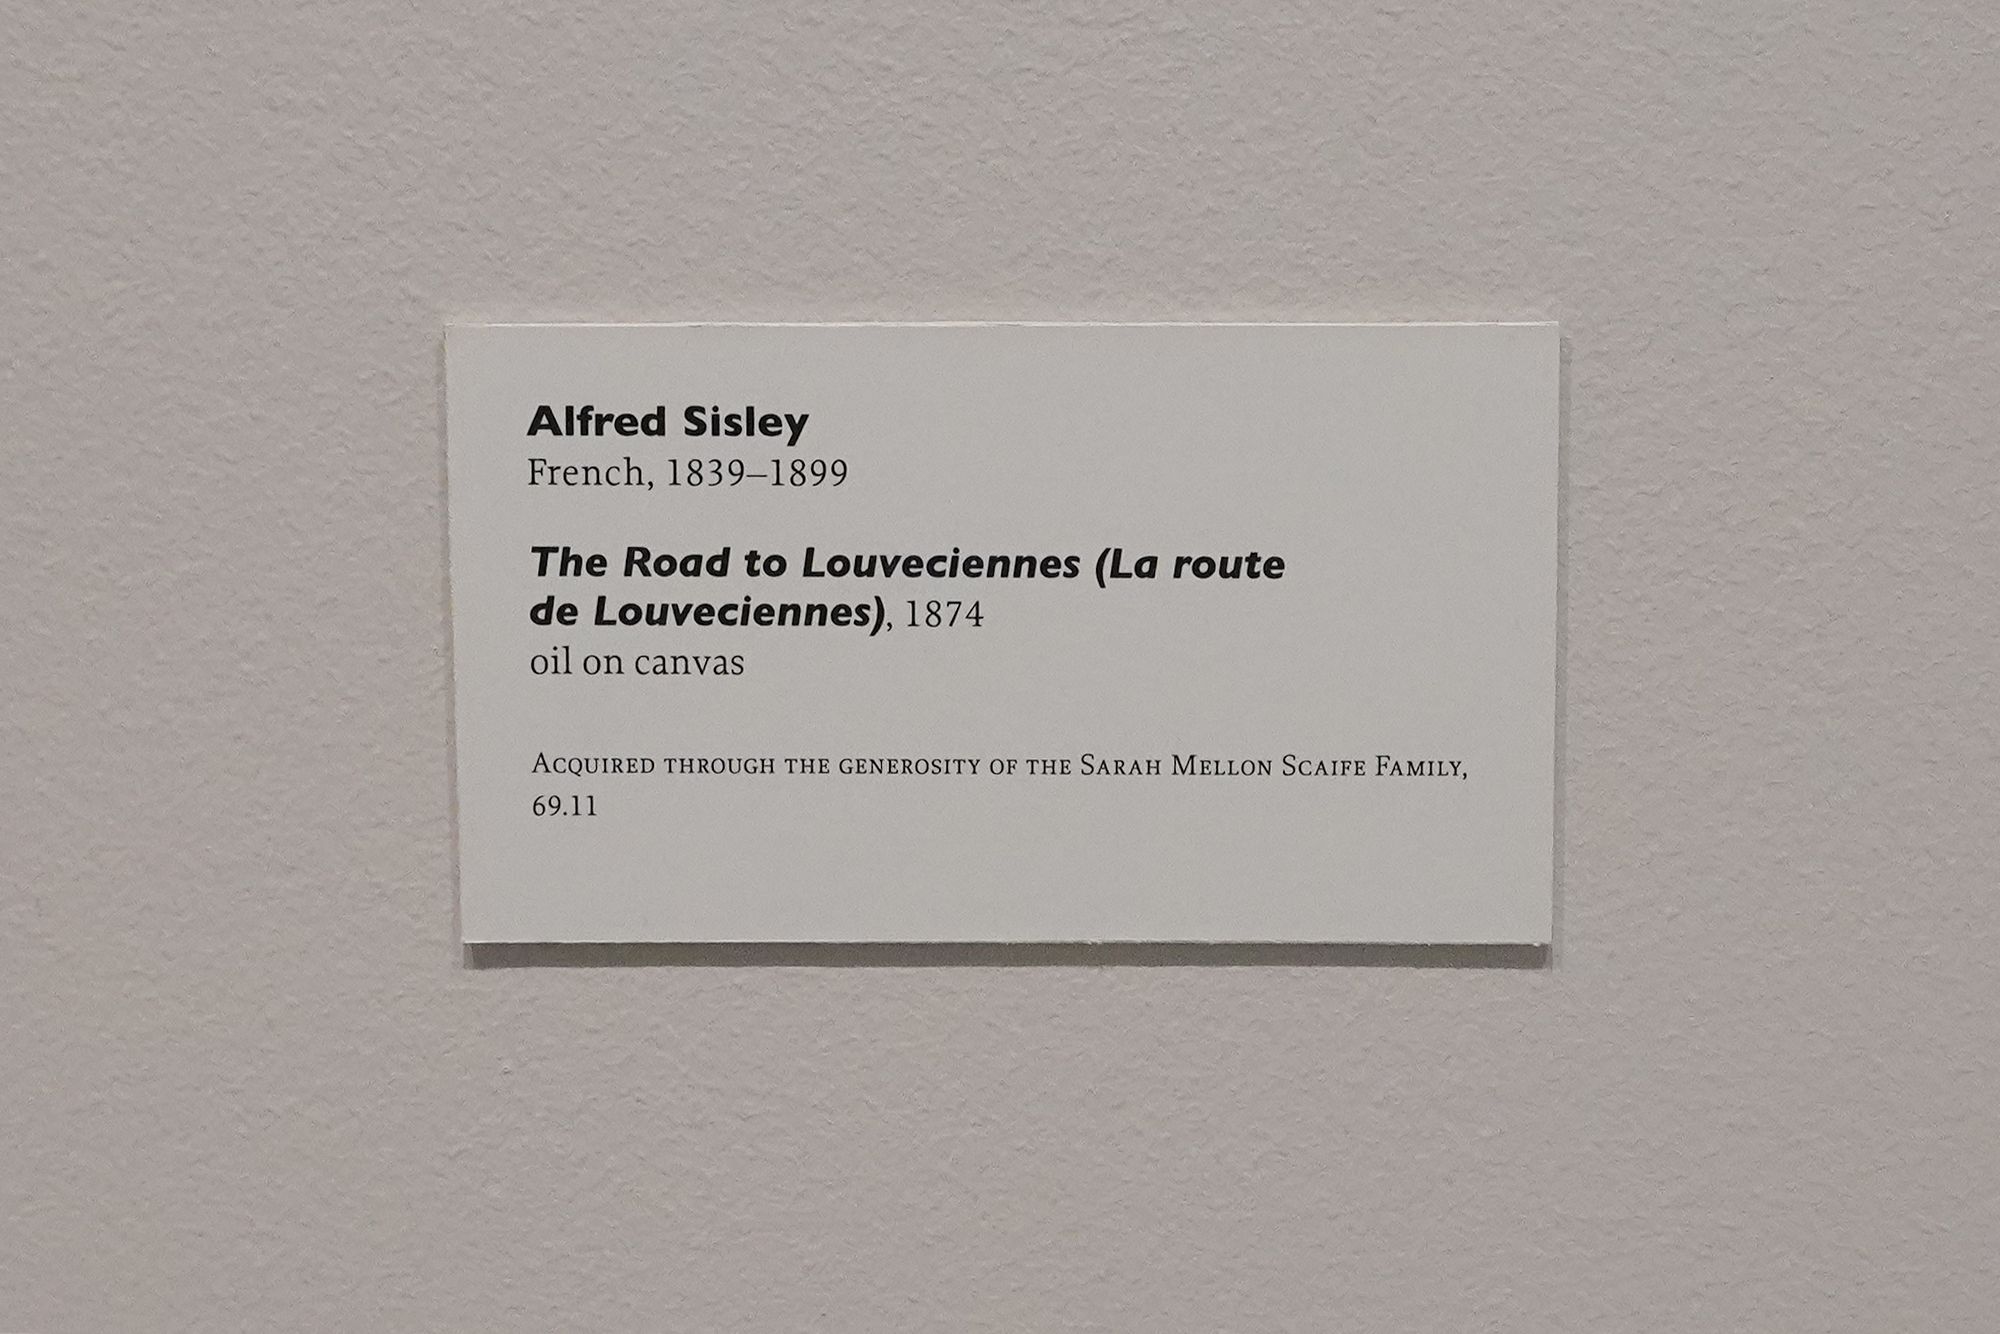 Alfred Sisley
French, 1839–1899
The Road to Louveciennes (La route
de Louveciennes), 1874
oil on canvas
Acquired through the generosity of the Sarah Mellon Scaife Family,
69.11